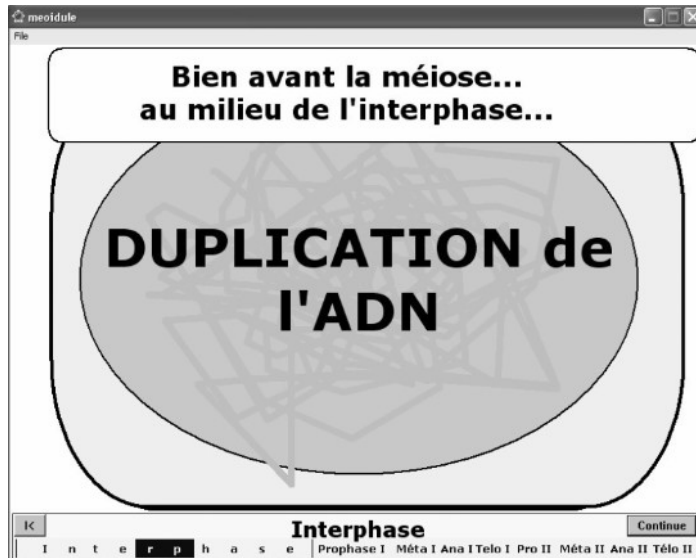 meoidule
File
Bien avant la méiose...
au milieu de l'interphase...
DUPLICATION de
l'ADN
Interphase
Continue
I n t e r p h a s e Prophase I Méta I Ana I Telo I Pro II Méta II Ana II Télo II